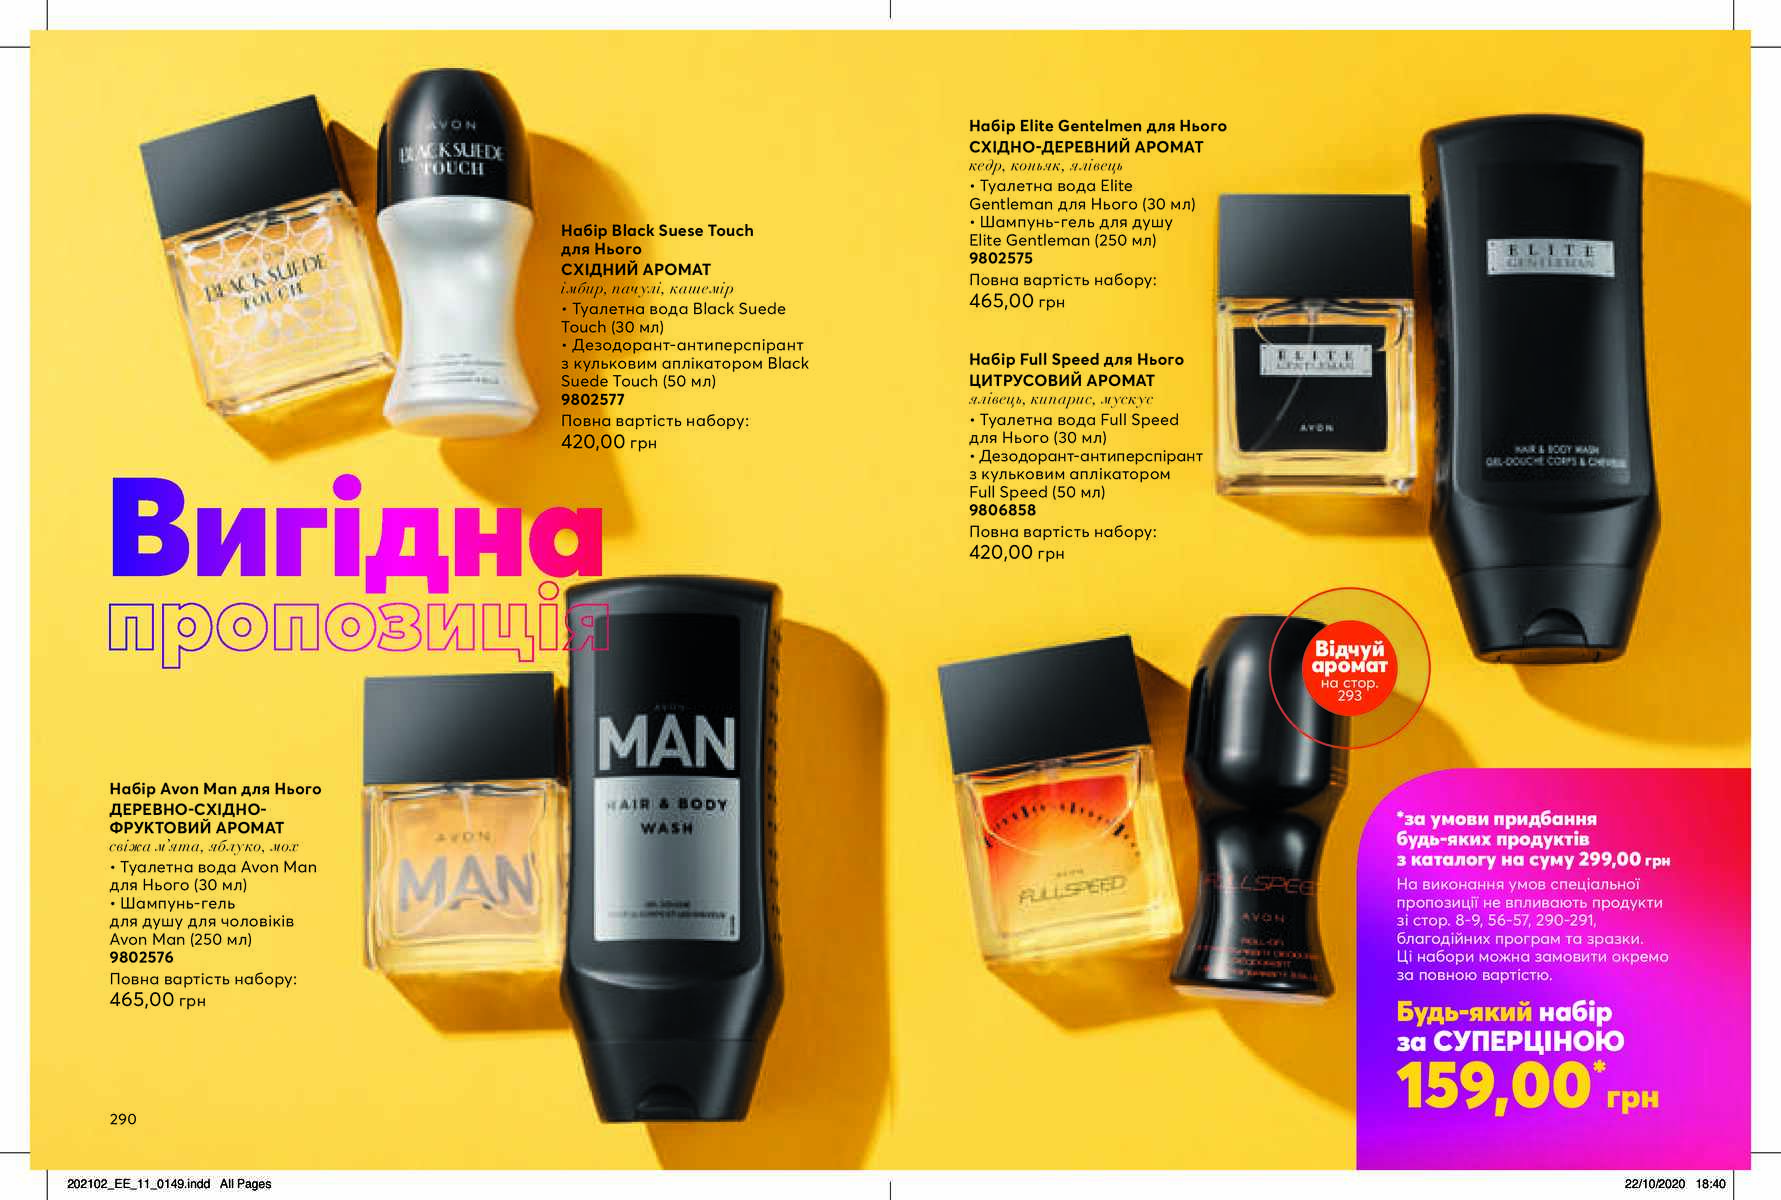 AVON
BLACK SUEDE
TOUCH
BLACK SUEDE
TOUCH
Набір Black Suese Touch
для Нього
СХІДНИЙ АРОМАТ
імбир, пачулі, кашемір
• Туалетна вода Black Suede
Touch (30 мл)
• Дезодорант-антиперспірант
з кульковим аплікатором Black
Suede Touch (50 мл)
9802577
Повна вартість набору:
420,00 грн
Вигідна
пропозиція
AVON
MAN
HAIR & BODY
WASH
AVON
MAN
Набір Avon Man для Нього
ДЕРЕВНО-СХІДНО-
ФРУКТОВИЙ АРОМАТ
свіжа м'ята, яблуко, мох
• Туалетна вода Avon Man
для Нього (30 мл)
• Шампунь-гель
для душу для чоловіків
Avon Man (250 мл)
9802576
Повна вартість набору:
465,00 грн
290
Набір Elite Gentelmen для Нього
СХІДНО-ДЕРЕВНИЙ АРОМАТ
кедр, коньяк, ялівець
• Туалетна вода Elite
Gentleman для Нього (30 мл)
• Шампунь-гель для душу
Elite Gentleman (250 мл)
9802575
Повна вартість набору:
465,00 грн
Набір Full Speed для Нього
ЦИТРУСОВИЙ АРОМАТ
ялівець, кипарис, мускус
• Туалетна вода Full Speed
для Нього (30 мл)
• Дезодорант-антиперспірант
з кульковим аплікатором
Full Speed (50 мл)
9806858
Повна вартість набору:
420,00 грн
ELITE
GENTLEMAN
AVON
ELITE
GENTLEMAN
HAIR & BODY WASH
GEL-DOUCHE CORPS & CHEVEUX
Відчуй
аромат
на стор.
293
AVON
FULLSPEED
FULLSPEED
AVON
ROLL-ON
*за умови придбання
будь-яких продуктів
з каталогу на суму 299,00 грн
На виконання умов спеціальної
пропозиції не впливають продукти
зі стор. 8-9, 56-57, 290-291,
благодійних програм та зразки.
Ці набори можна замовити окремо
за повною вартістю.
Будь-який набір
за СУПЕРЦІНОЮ
159,00* грн
202102_EE_11_0149.indd All Pages
22/10/2020 18:40